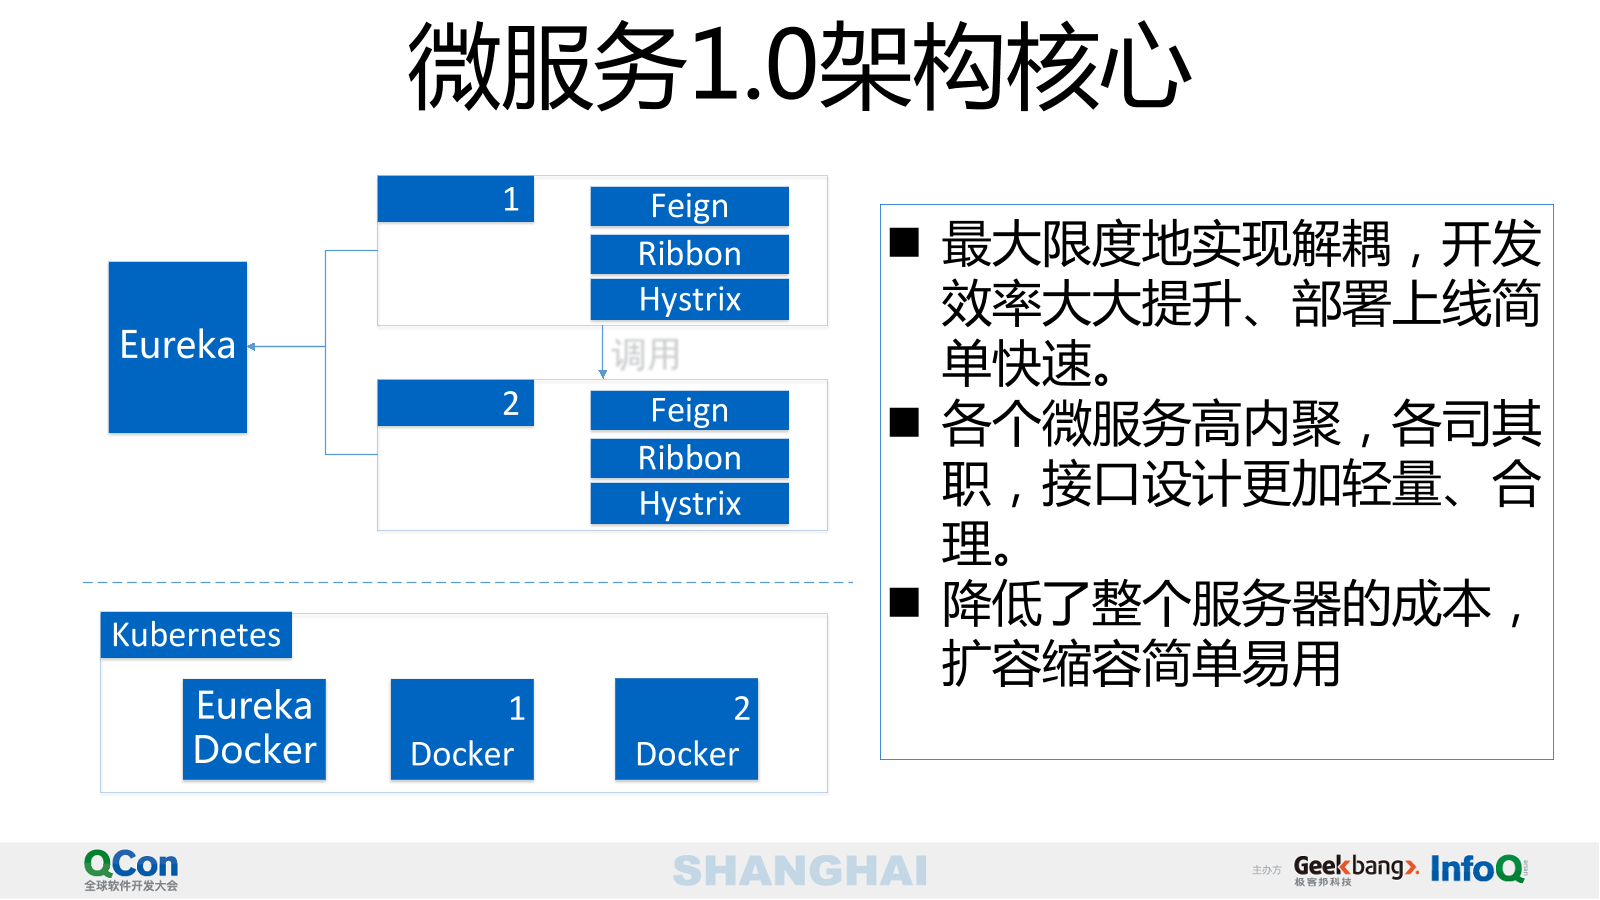 微服务1.0架构核心
1
Feign
Ribbon
Hystrix
Eureka
调用
2
Feign
Ribbon
Hystrix
Kubernetes
Eureka
Docker
1
Docker
2
Docker
■ 最大限度地实现解耦，开发
效率大大提升、部署上线简
单快速。
■ 各个微服务高内聚，各司其
职，接口设计更加轻量、合
理。
■ 降低了整个服务器的成本，
扩容缩容简单易用
QCon
全球软件开发大会
SHANGHAI
主办方
Geekbang>.
极客邦科技
InfoQ